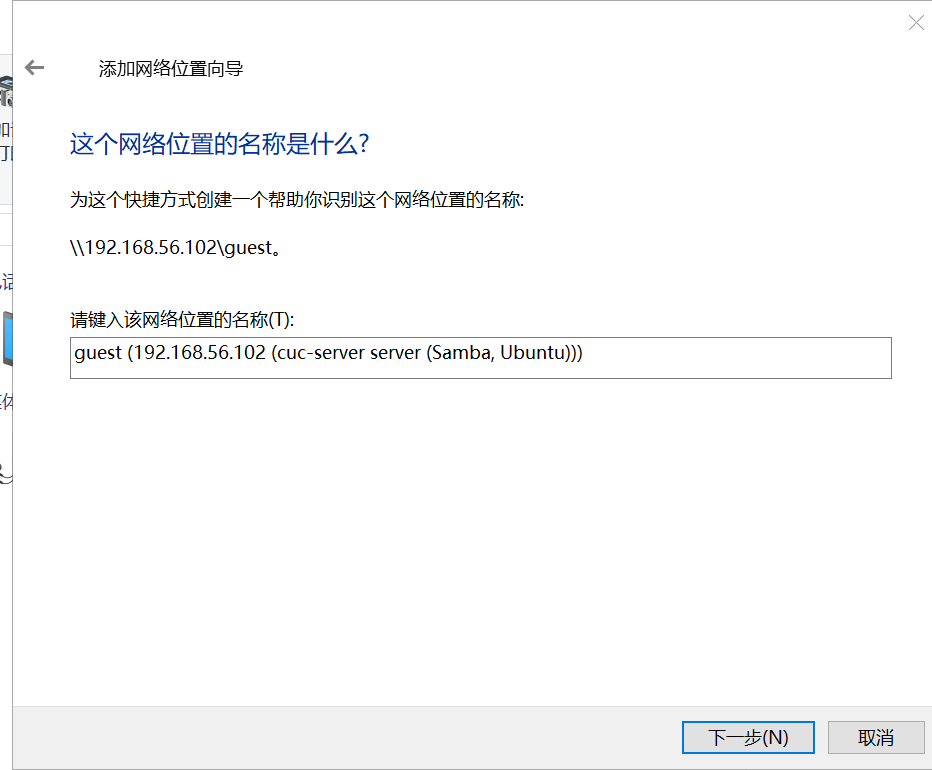 添加网络位置向导
这个网络位置的名称是什么?
为这个快捷方式创建一个帮助你识别这个网络位置的名称:
\\192.168.56.102\guest。
请键入该网络位置的名称(T):
guest (192.168.56.102 (cuc-server server (Samba, Ubuntu)))
下一步(N)
取消